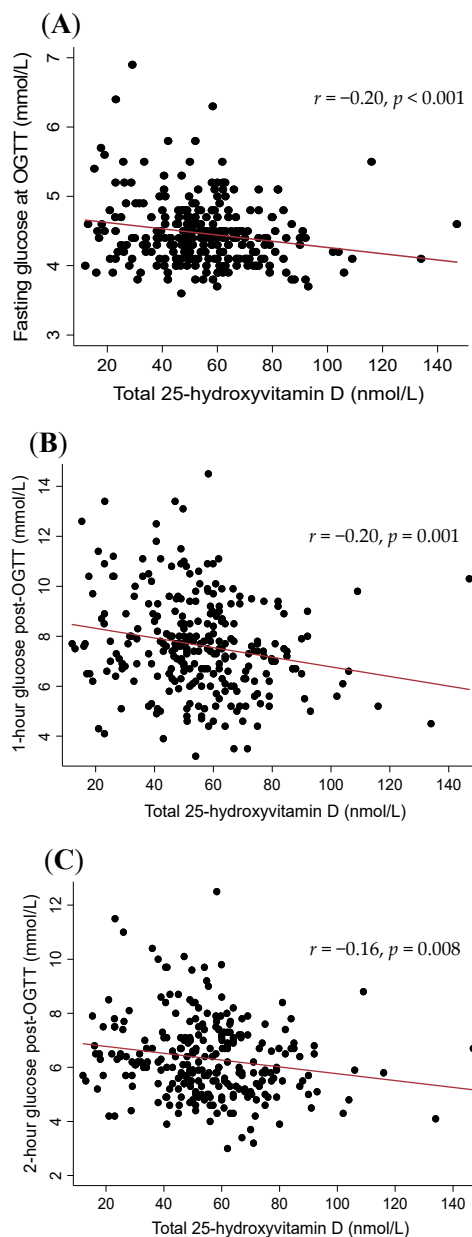 (A)
Fasting glucose at OGTT (mmol/L)
7
6
5
4
3
r = −0.20, p < 0.001
20 40 60 80 100 120 140
Total 25-hydroxyvitamin D (nmol/L)
(B)
1-hour glucose post-OGTT (mmol/L)
14
12
10
8
6
4
r = −0.20, p = 0.001
20 40 60 80 100 120 140
Total 25-hydroxyvitamin D (nmol/L)
(C)
2-hour glucose post-OGTT (mmol/L)
12
10
8
6
4
2
r = −0.16, p = 0.008
20 40 60 80 100 120 140
Total 25-hydroxyvitamin D (nmol/L)